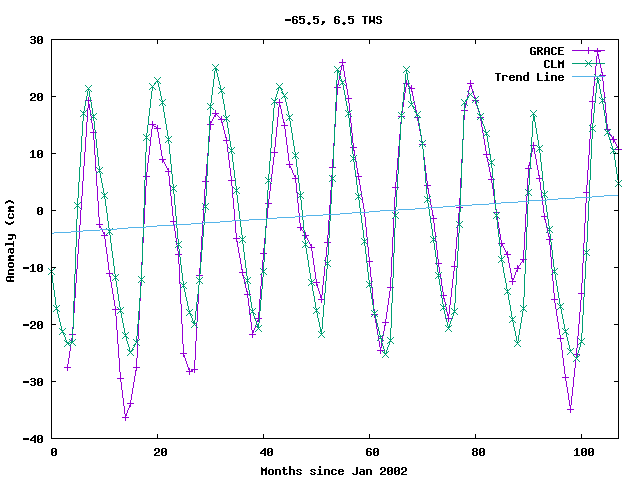 -65.5, 6.5 TWS
GRACE
CLM
Trend Line
30
20
10
0
-10
-20
-30
-40
Anomaly (cm)
0 20 40 60 80 100
Months since Jan 2002